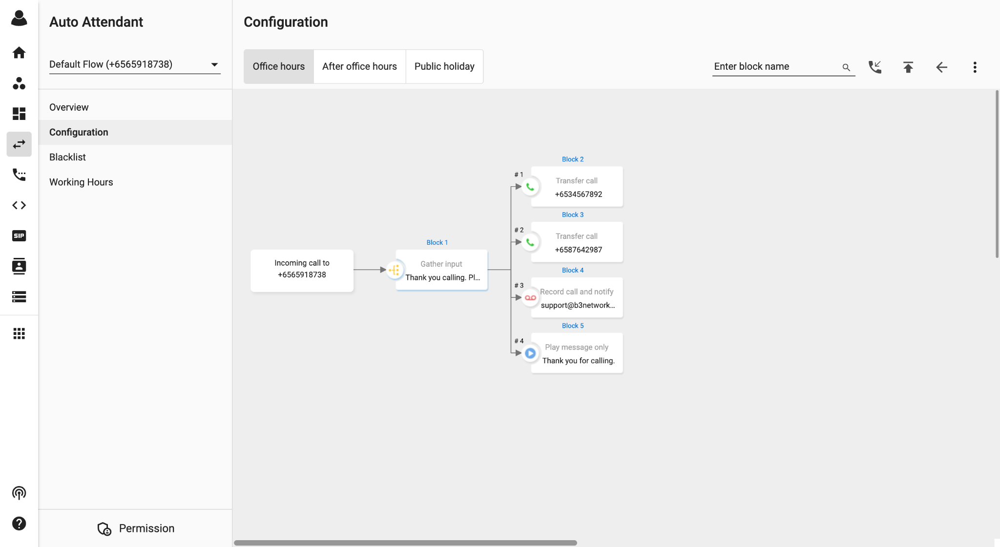 Auto Attendant
Default Flow (+6565918738)
Overview
Configuration
Blacklist
Working Hours
SIP
Permission
Configuration
Office hours
After office hours
Public holiday
Enter block name
Incoming call to
+6565918738
Block 1
Gather input
Thank you calling. Pl...
Block 2
# 1
Transfer call
+6534567892
Block 3
# 2
Transfer call
+6587642987
Block 4
# 3
Record call and notify
support@b3network...
Block 5
# 4
Play message only
Thank you for calling.